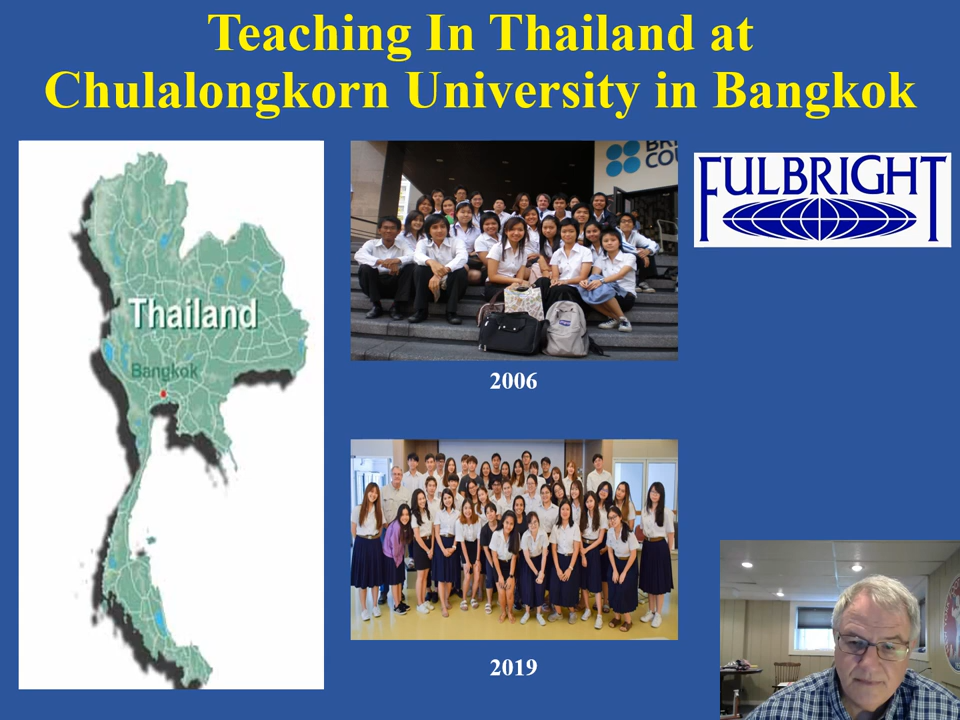 Teaching In Thailand at
Chulalongkorn University in Bangkok
Thailand
Bangkok
FULBRIGHT
2006
2019